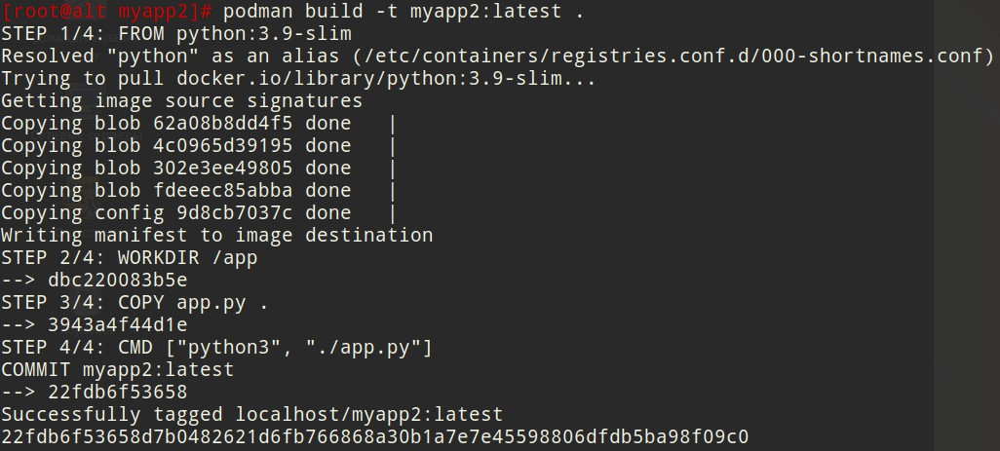 [root@alt myapp2]# podman build -t myapp2:latest .
STEP 1/4: FROM python:3.9-slim
Resolved "python" as an alias (/etc/containers/registries.conf.d/000-shortnames.conf)
Trying to pull docker.io/library/python:3.9-slim...
Getting image source signatures
Copying blob 62a08b8dd4f5 done   |
Copying blob 4c0965d39195 done   |
Copying blob 302e3ee49805 done   |
Copying blob fdeeec85abba done   |
Copying config 9d8cb7037c done   |
Writing manifest to image destination
STEP 2/4: WORKDIR /app
--> dbc220083b5e
STEP 3/4: COPY app.py .
--> 3943a4f44d1e
STEP 4/4: CMD ["python3", "./app.py"]
COMMIT myapp2:latest
--> 22fdb6f53658
Successfully tagged localhost/myapp2:latest
22fdb6f53658d7b0482621d6fb766868a30b1a7e7e45598806dfdb5ba98f09c0